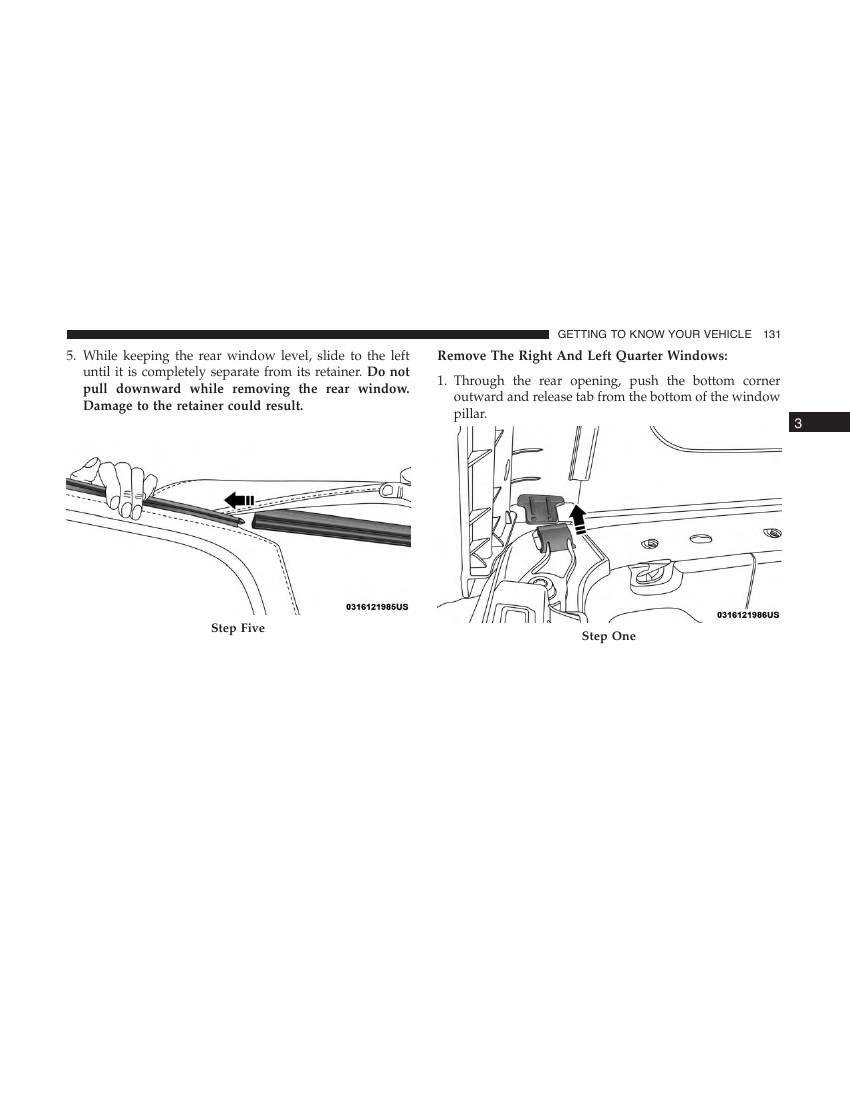 GETTING TO KNOW YOUR VEHICLE 131
5. While keeping the rear window level, slide to the left
until it is completely separate from its retainer. Do not
pull downward while removing the rear window.
Damage to the retainer could result.
0316121985US
Step Five
Remove The Right And Left Quarter Windows:
1. Through the rear opening, push the bottom corner
outward and release tab from the bottom of the window
pillar.
0316121986US
Step One
3